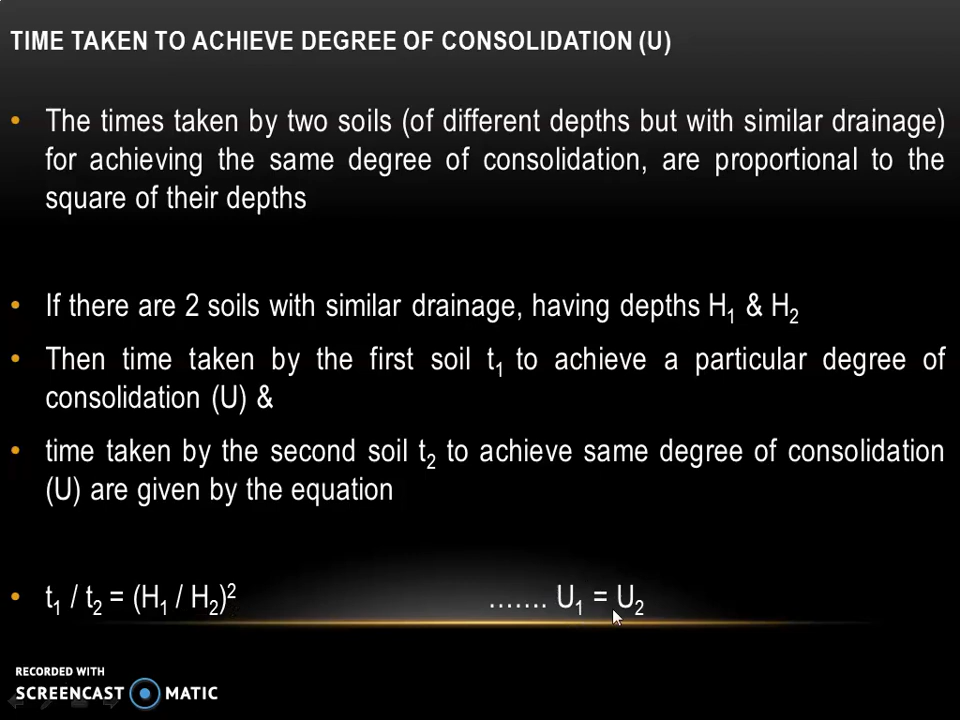 TIME TAKEN TO ACHIEVE DEGREE OF CONSOLIDATION (U)
• The times taken by two soils (of different depths but with similar drainage)
for achieving the same degree of consolidation, are proportional to the
square of their depths
• If there are 2 soils with similar drainage, having depths H₁ & H₂
• Then time taken by the first soil t₁ to achieve a particular degree of
consolidation (U) &
• time taken by the second soil t₂ to achieve same degree of consolidation
(U) are given by the equation
• t₁ / t₂ = (H₁ / H₂)² ……. U₁ = U₂
RECORDED WITH
SCREENCAST MATIC